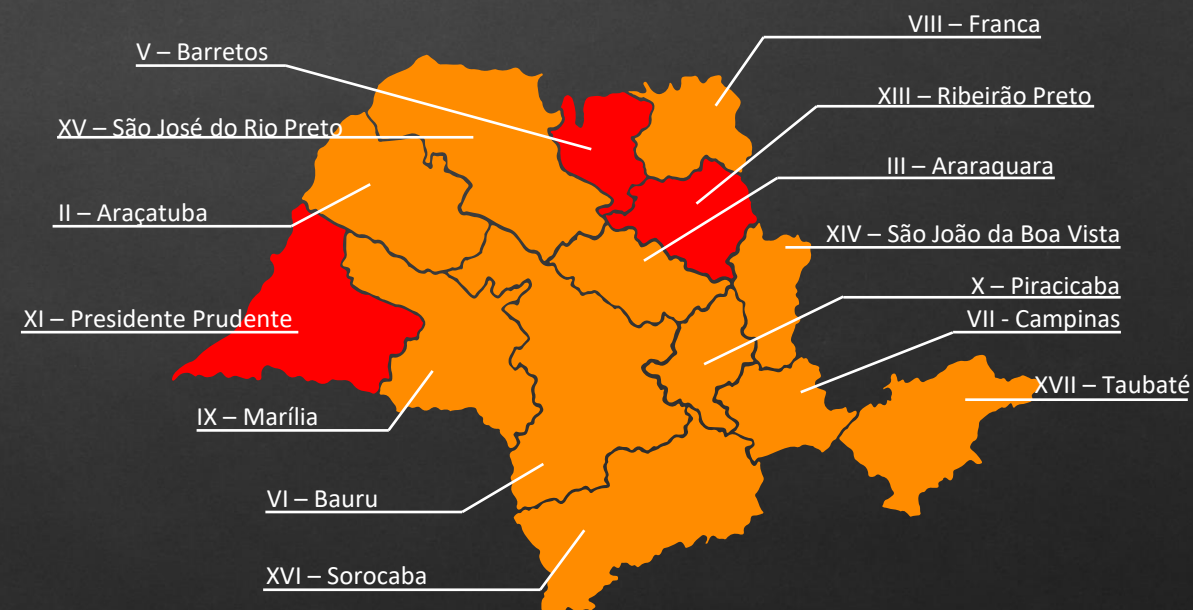 VIII – Franca
V – Barretos
XIII – Ribeirão Preto
XV – São José do Rio Preto
III – Araraquara
II – Araçatuba
XIV – São João da Boa Vista
X – Piracicaba
XI – Presidente Prudente
VII - Campinas
XVII – Taubaté
IX – Marília
VI – Bauru
XVI – Sorocaba